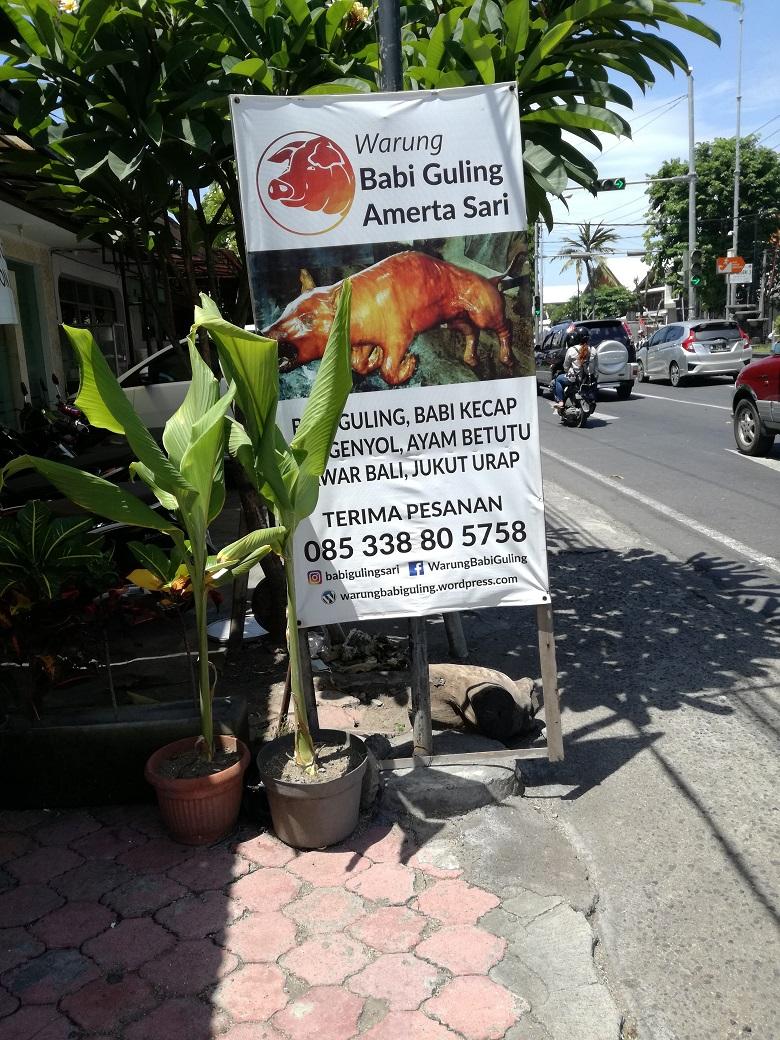 Warung
Babi Guling
Amerta Sari
GULING, BABI KECAP
GENYOL, AYAM BETUTU
WAR BALI, JUKUT URAP
TERIMA PESANAN
085 338 80 5758
babigulingsari WarungBabiGuling
warungbabiguling.wordpress.com